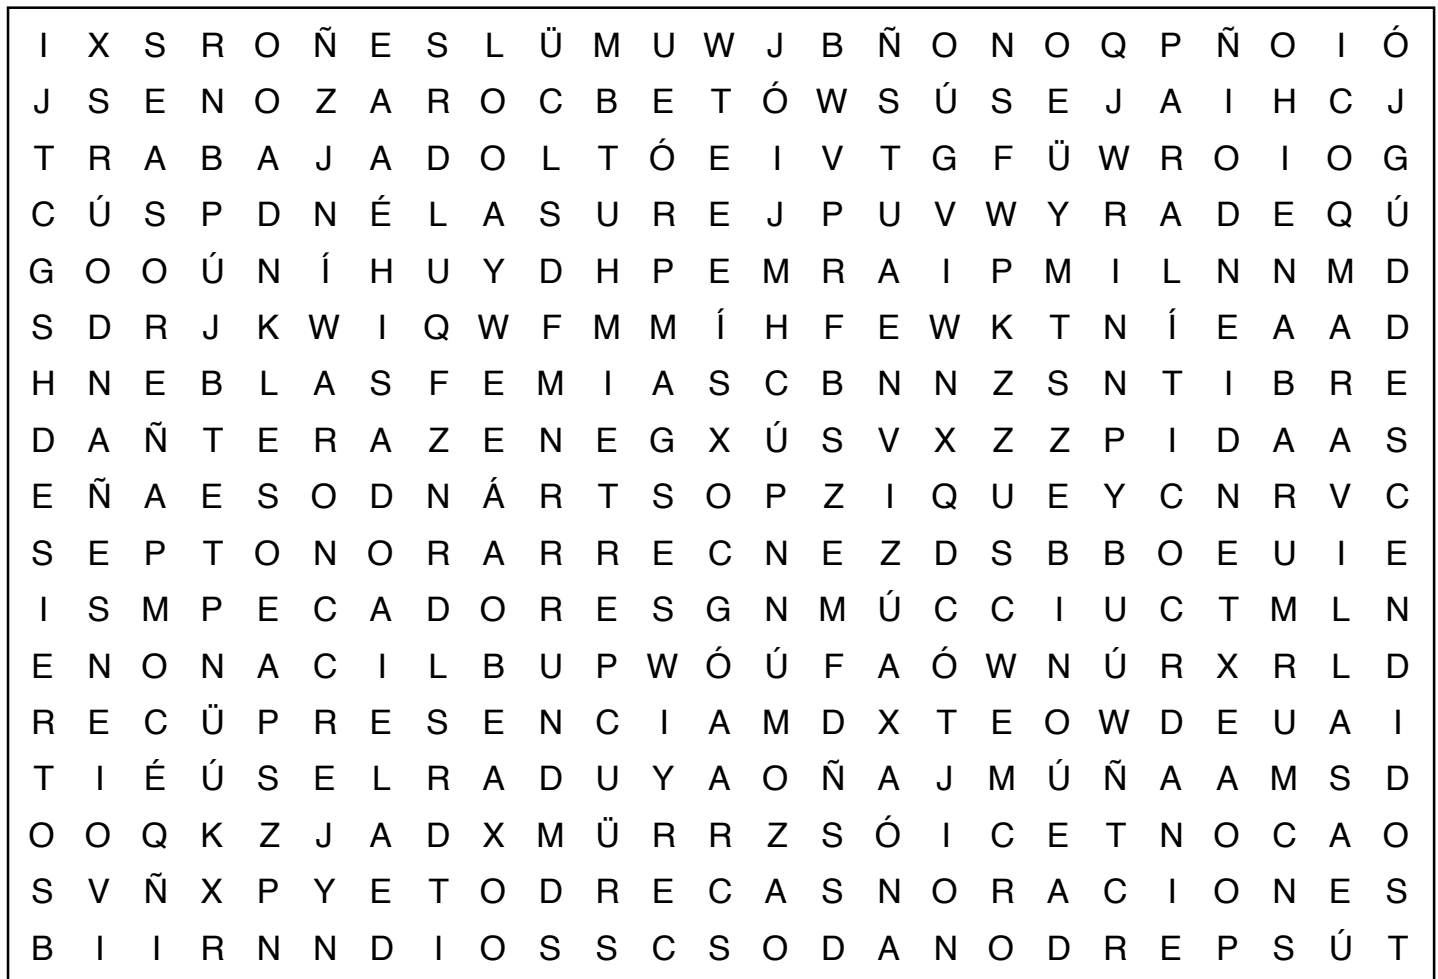 I X S R O Ñ E S L Ü M U W J B Ñ O N O Q P Ñ O I Ó
J S E N O Z A R O C B E T Ó W S Ú S E J A I H C J
T R A B A J A D O L T Ó E I V T G F Ü W R O I O G
C Ú S P D N É L A S U R E J P U V W Y R A D E Q Ú
G O O Ú N Í H U Y D H P E M R A I P M I L N N M D
S D R J K W I Q W F M M Í H F E W K T N Í E A A D
H N E B L A S F E M I A S C B N N Z S N T I B R E
D A Ñ T E R A Z E N E G X Ú S V X Z Z P I D A A S
E Ñ A E S O D N Á R T S O P Z I Q U E Y C N R V C
S E P T O N O R A R R E C N E Z D S B B O E U I E
I S M P E C A D O R E S G N M Ú C C I U C T M L N
E N O N A C I L B U P W Ó Ú F A Ó W N Ú R X R L D
R E C Ü P R E S E N C I A M D X T E O W D E U A I
T I É Ú S E L R A D U Y A O Ñ A J M Ú Ñ A A M S D
O O Q K Z J A D X M Ü R R Z S Ó I C E T N O C A O
S V Ñ X P Y E T O D R E C A S N O R A C I O N E S
B I I R N N D I O S S C S O D A N O D R E P S Ú T